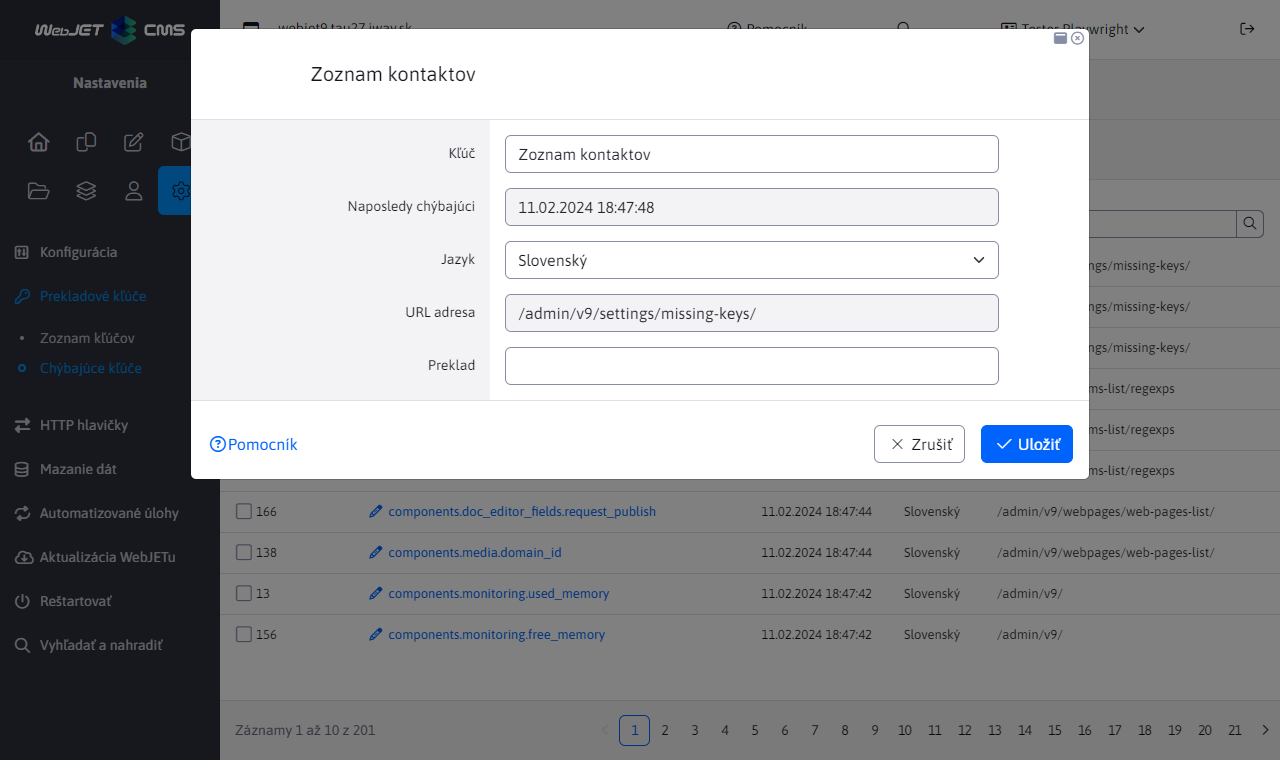 WebJET CMS
webjet9.tau27.iway.sk
Pomocník
Tester Playwright
Nastavenia
Zoznam kontaktov
Kľúč
Zoznam kontaktov
Naposledy chýbajúci
11.02.2024 18:47:48
Jazyk
Slovenský
URL adresa
/admin/v9/settings/missing-keys/
Preklad
Pomocník
Zrušiť
Uložiť
Konfigurácia
Prekladové kľúče
Zoznam kľúčov
Chýbajúce kľúče
HTTP hlavičky
Mazanie dát
Automatizované úlohy
Aktualizácia WebJETu
Reštartovať
Vyhľadať a nahradiť
ngs/missing-keys/
ngs/missing-keys/
ngs/missing-keys/
ms-list/regexps
ms-list/regexps
ms-list/regexps
166 components.doc_editor_fields.request_publish 11.02.2024 18:47:44 Slovenský /admin/v9/webpages/web-pages-list/
138 components.media.domain_id 11.02.2024 18:47:44 Slovenský /admin/v9/webpages/web-pages-list/
13 components.monitoring.used_memory 11.02.2024 18:47:42 Slovenský /admin/v9/
156 components.monitoring.free_memory 11.02.2024 18:47:42 Slovenský /admin/v9/
Záznamy 1 až 10 z 201
1 2 3 4 5 6 7 8 9 10 11 12 13 14 15 16 17 18 19 20 21